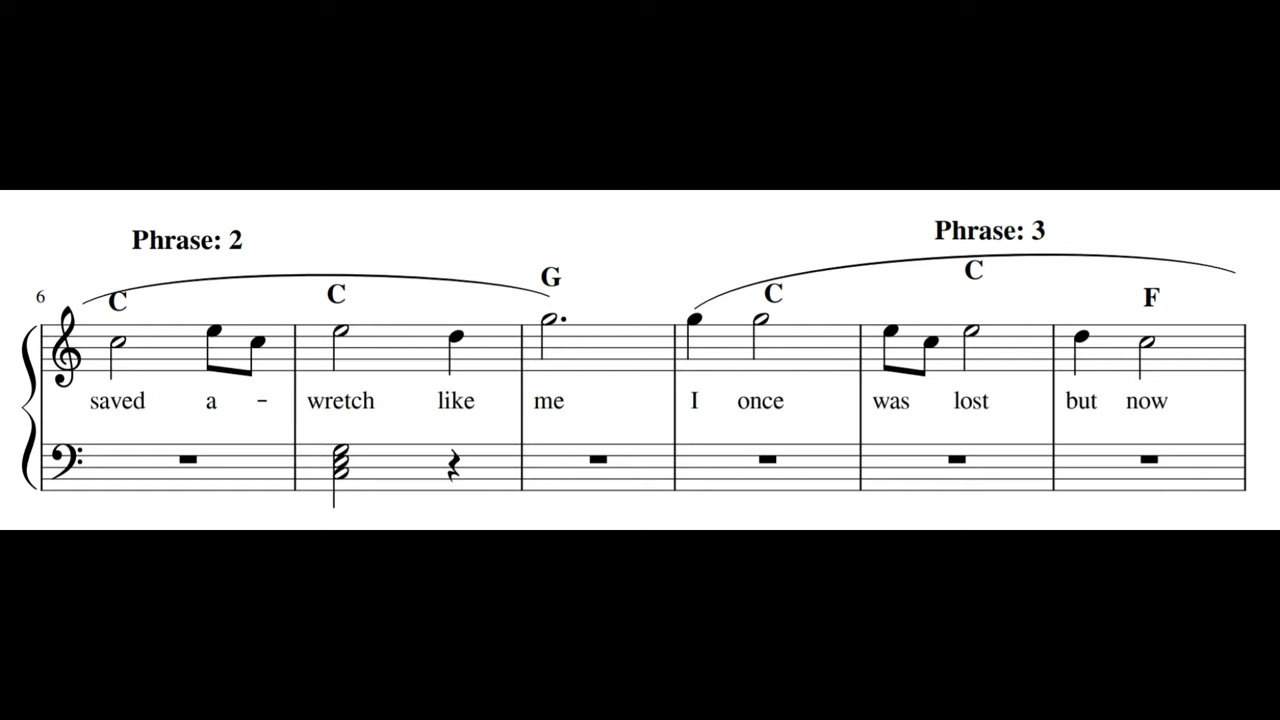 Phrase: 2
Phrase: 3
6
C
C
G
C
C
F
saved a - wretch like me I once was lost but now